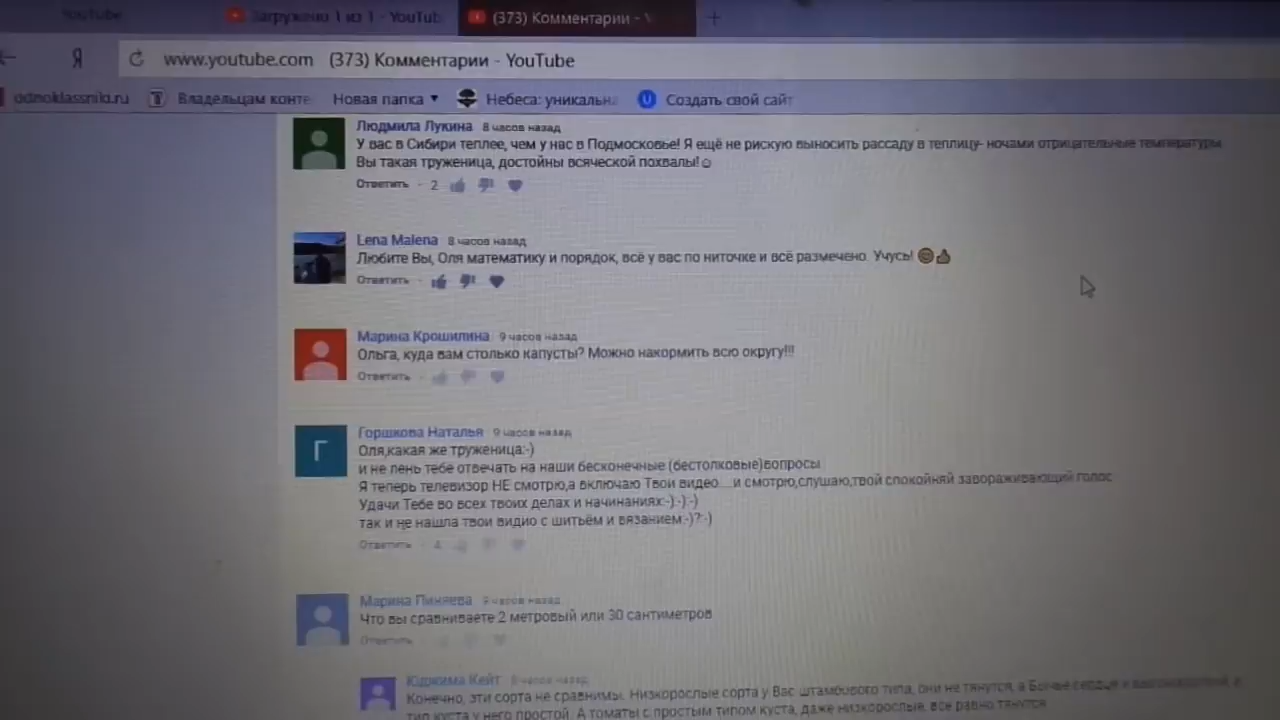 YouTube
Загружено 1 из 1 - YouTub
(373) Комментарии -
+
Я
www.youtube.com (373) Комментарии - YouTube
odnoklassniki.ru
Владельцам конте
Новая папка
Небеса: уникальна
U
Создать свой сайт
Людмила Лукина 8 часов назад
У вас в Сибири теплее, чем у нас в Подмосковье! Я ещё не рискую выносить рассаду в теплицу- ночами отрицательные температуры
Вы такая труженица, достойны всяческой похвалы!☺
Ответить · 2
Lena Malena 8 часов назад
Любите Вы, Оля математику и порядок, всё у вас по ниточке и всё размечено. Учусь! 😊👍
Ответить ·
Марина Крошилина 9 часов назад
Ольга, куда вам столько капусты? Можно накормить всю округу!!!
Ответить ·
Г
Горшкова Наталья 9 часов назад
Оля,какая же труженица:-)
и не лень тебе отвечать на наши бесконечные (бестолковые)вопросы
Я теперь телевизор НЕ смотрю,а включаю Твои видео....и смотрю,слушаю,твой спокойняй завораживающий голос
Удачи Тебе во всех твоих делах и начинаниях:-):-):-)
так и не нашла твои видио с шитьём и вязанием:-)?:-)
Ответить · 4
Марина Пиняева 9 часов назад
Что вы сравниваете 2 метровый или 30 сантиметров
Ответить
Юджима Кейт 8 часов назад
Конечно, эти сорта не сравнимы. Низкорослые сорта у Вас штамбового типа, они не тянутся, а Бычье сердце
тип куста у него простой. А томаты с простым типом куста, даже низкорослые, все равно тянутся